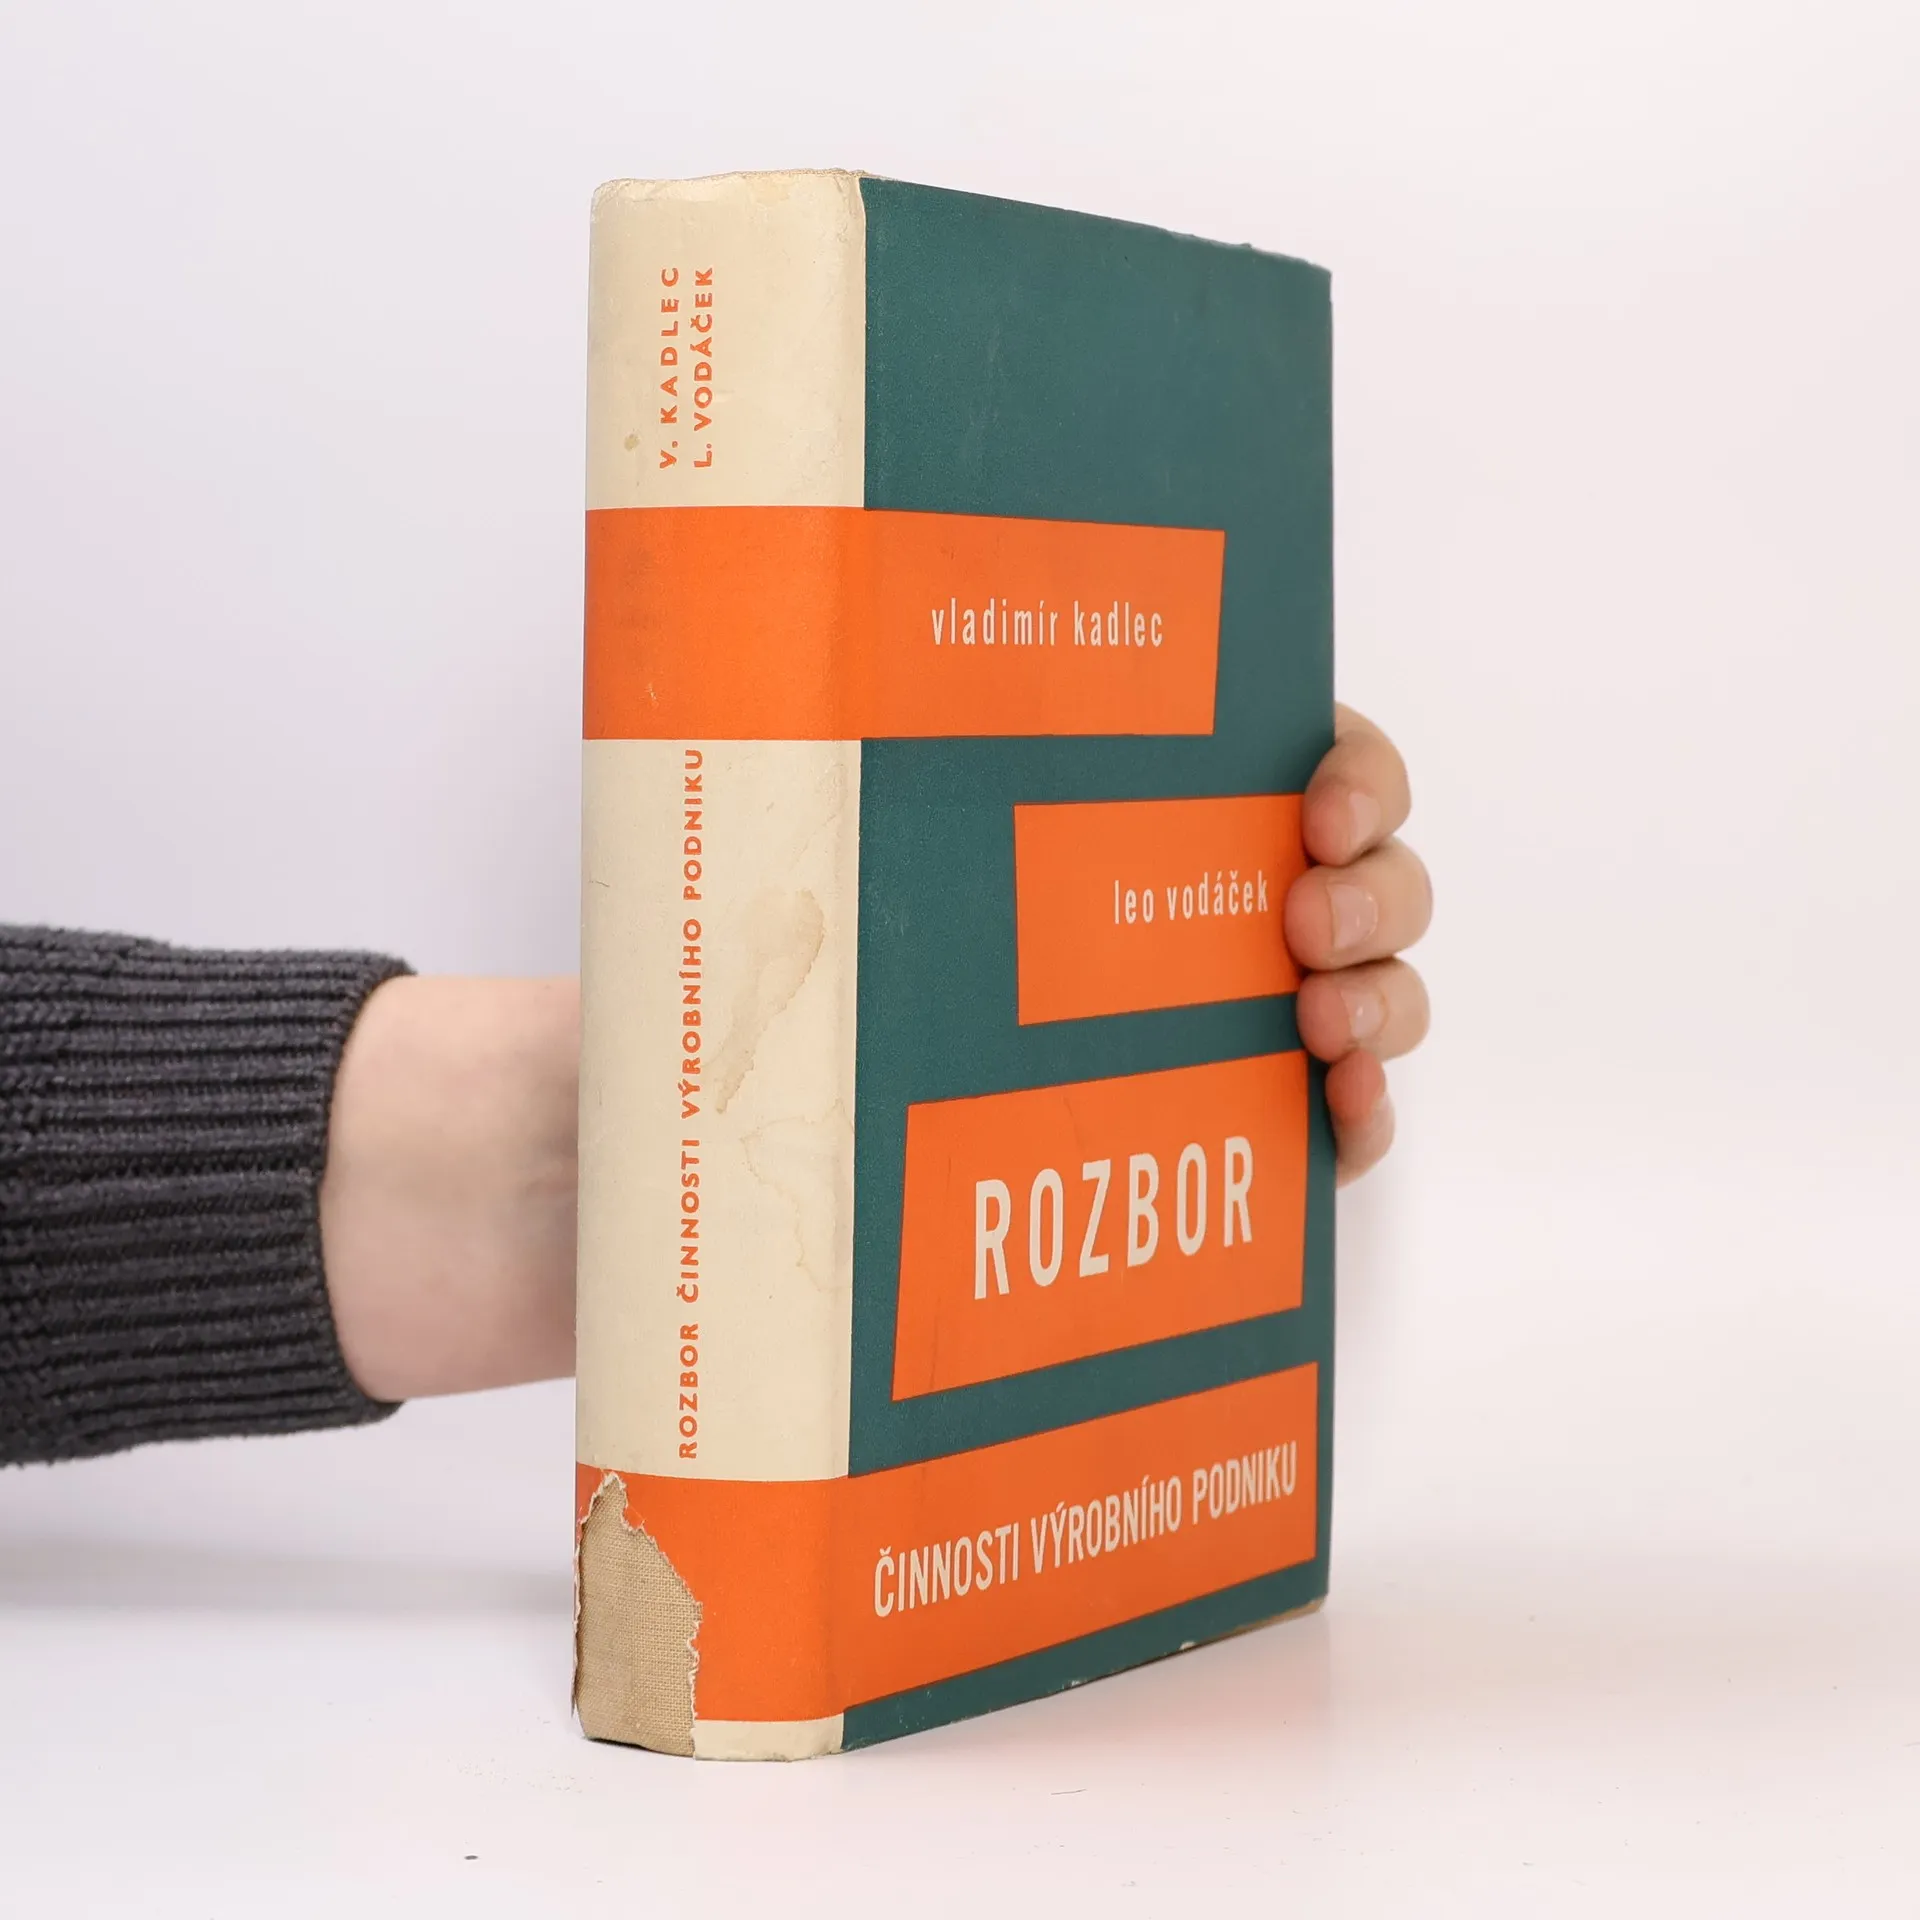 V. KADLEC
L. VODÁČEK
ROZBOR ČINNOSTI VÝROBNÍHO PODNIKU
vladimír kadlec
leo vodáček
ROZBOR
ČINNOSTI VÝROBNÍHO PODNIKU